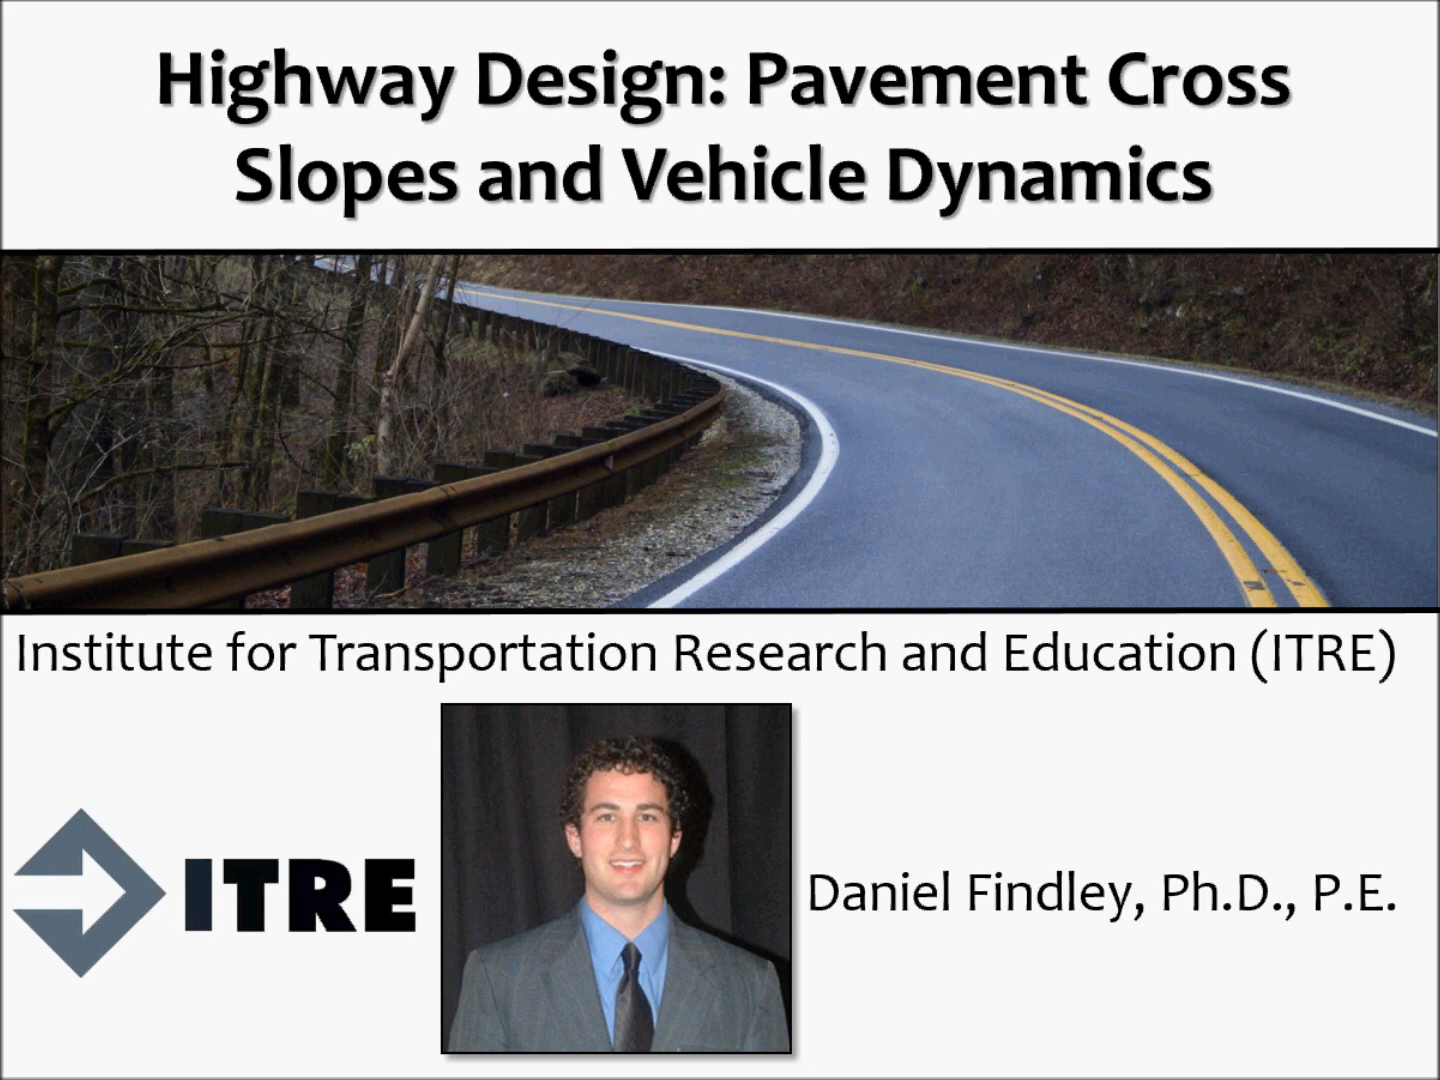 Highway Design: Pavement Cross
Slopes and Vehicle Dynamics
Institute for Transportation Research and Education (ITRE)
ITRE
Daniel Findley, Ph.D., P.E.